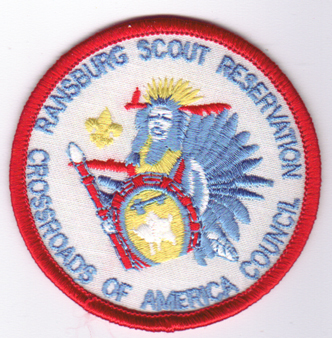 RANSBURG SCOUT RESERVATION
CROSSROADS OF AMERICA COUNCIL